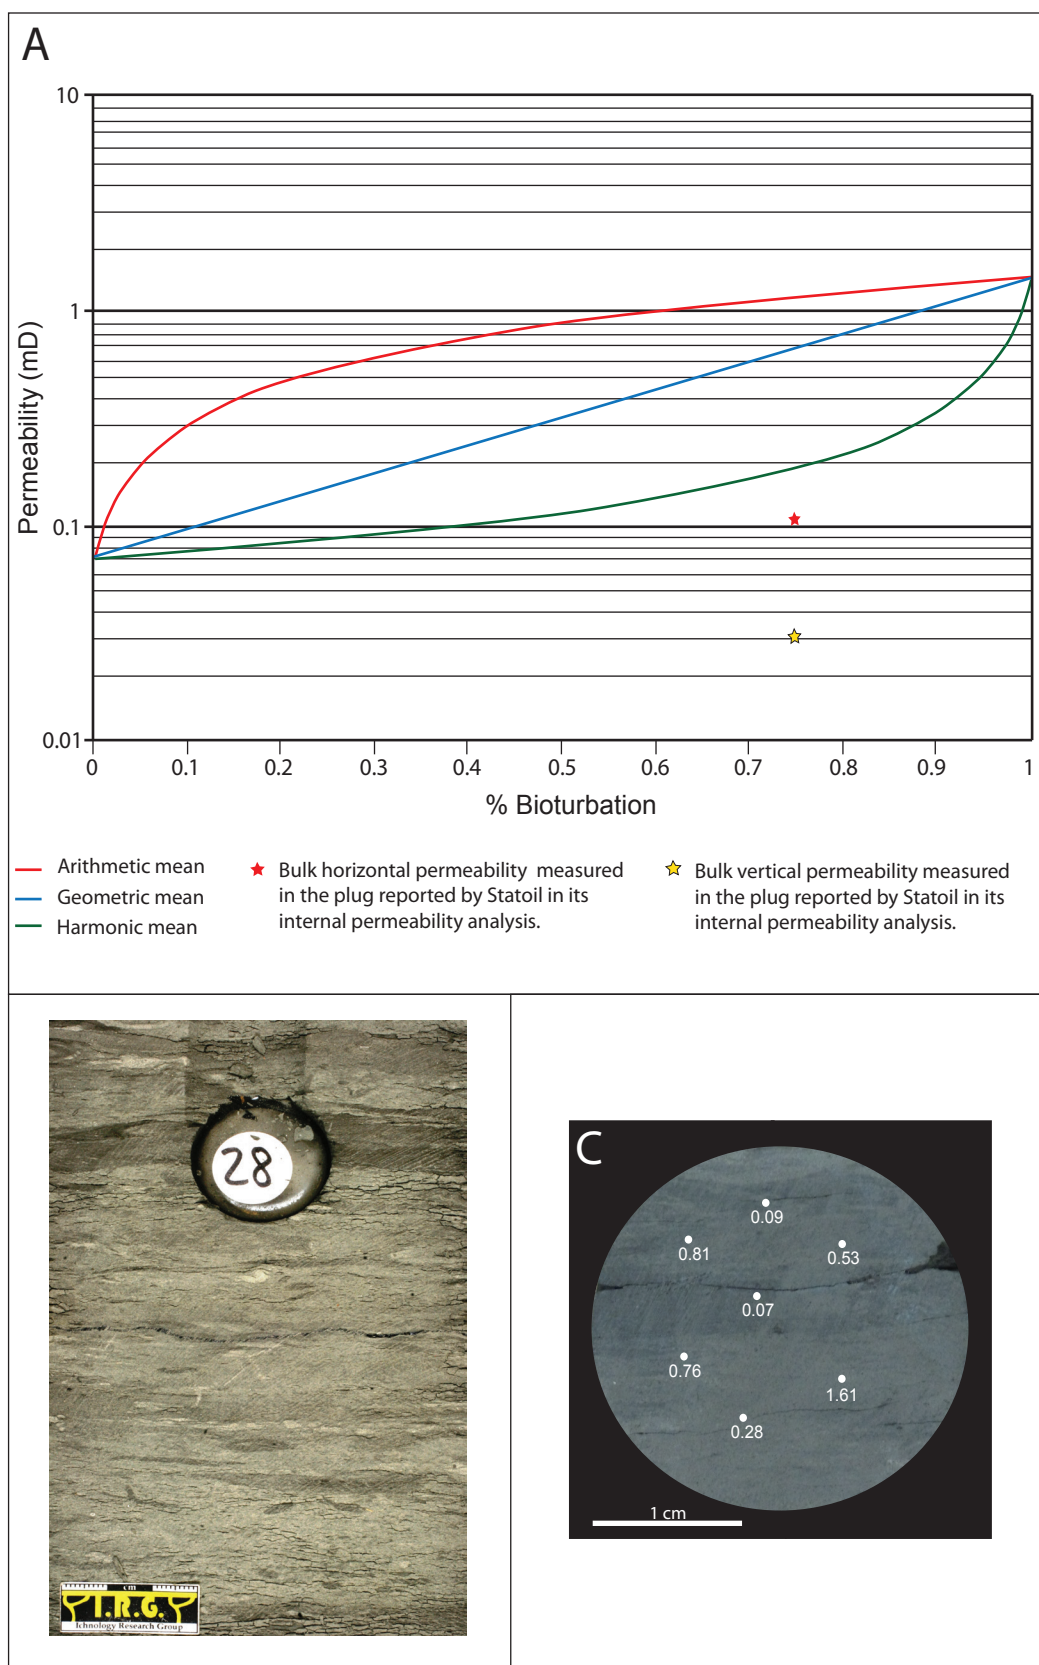 A
10
1
0.1
0.01
Permeability (mD)
0 0.1 0.2 0.3 0.4 0.5 0.6 0.7 0.8 0.9 1
% Bioturbation
Arithmetic mean
Geometric mean
Harmonic mean
Bulk horizontal permeability measured
in the plug reported by Statoil in its
internal permeability analysis.
Bulk vertical permeability measured
in the plug reported by Statoil in its
internal permeability analysis.
28
cm
I.R.G.
Ichnology Research Group
C
0.09
0.81
0.53
0.07
0.76
1.61
0.28
1 cm